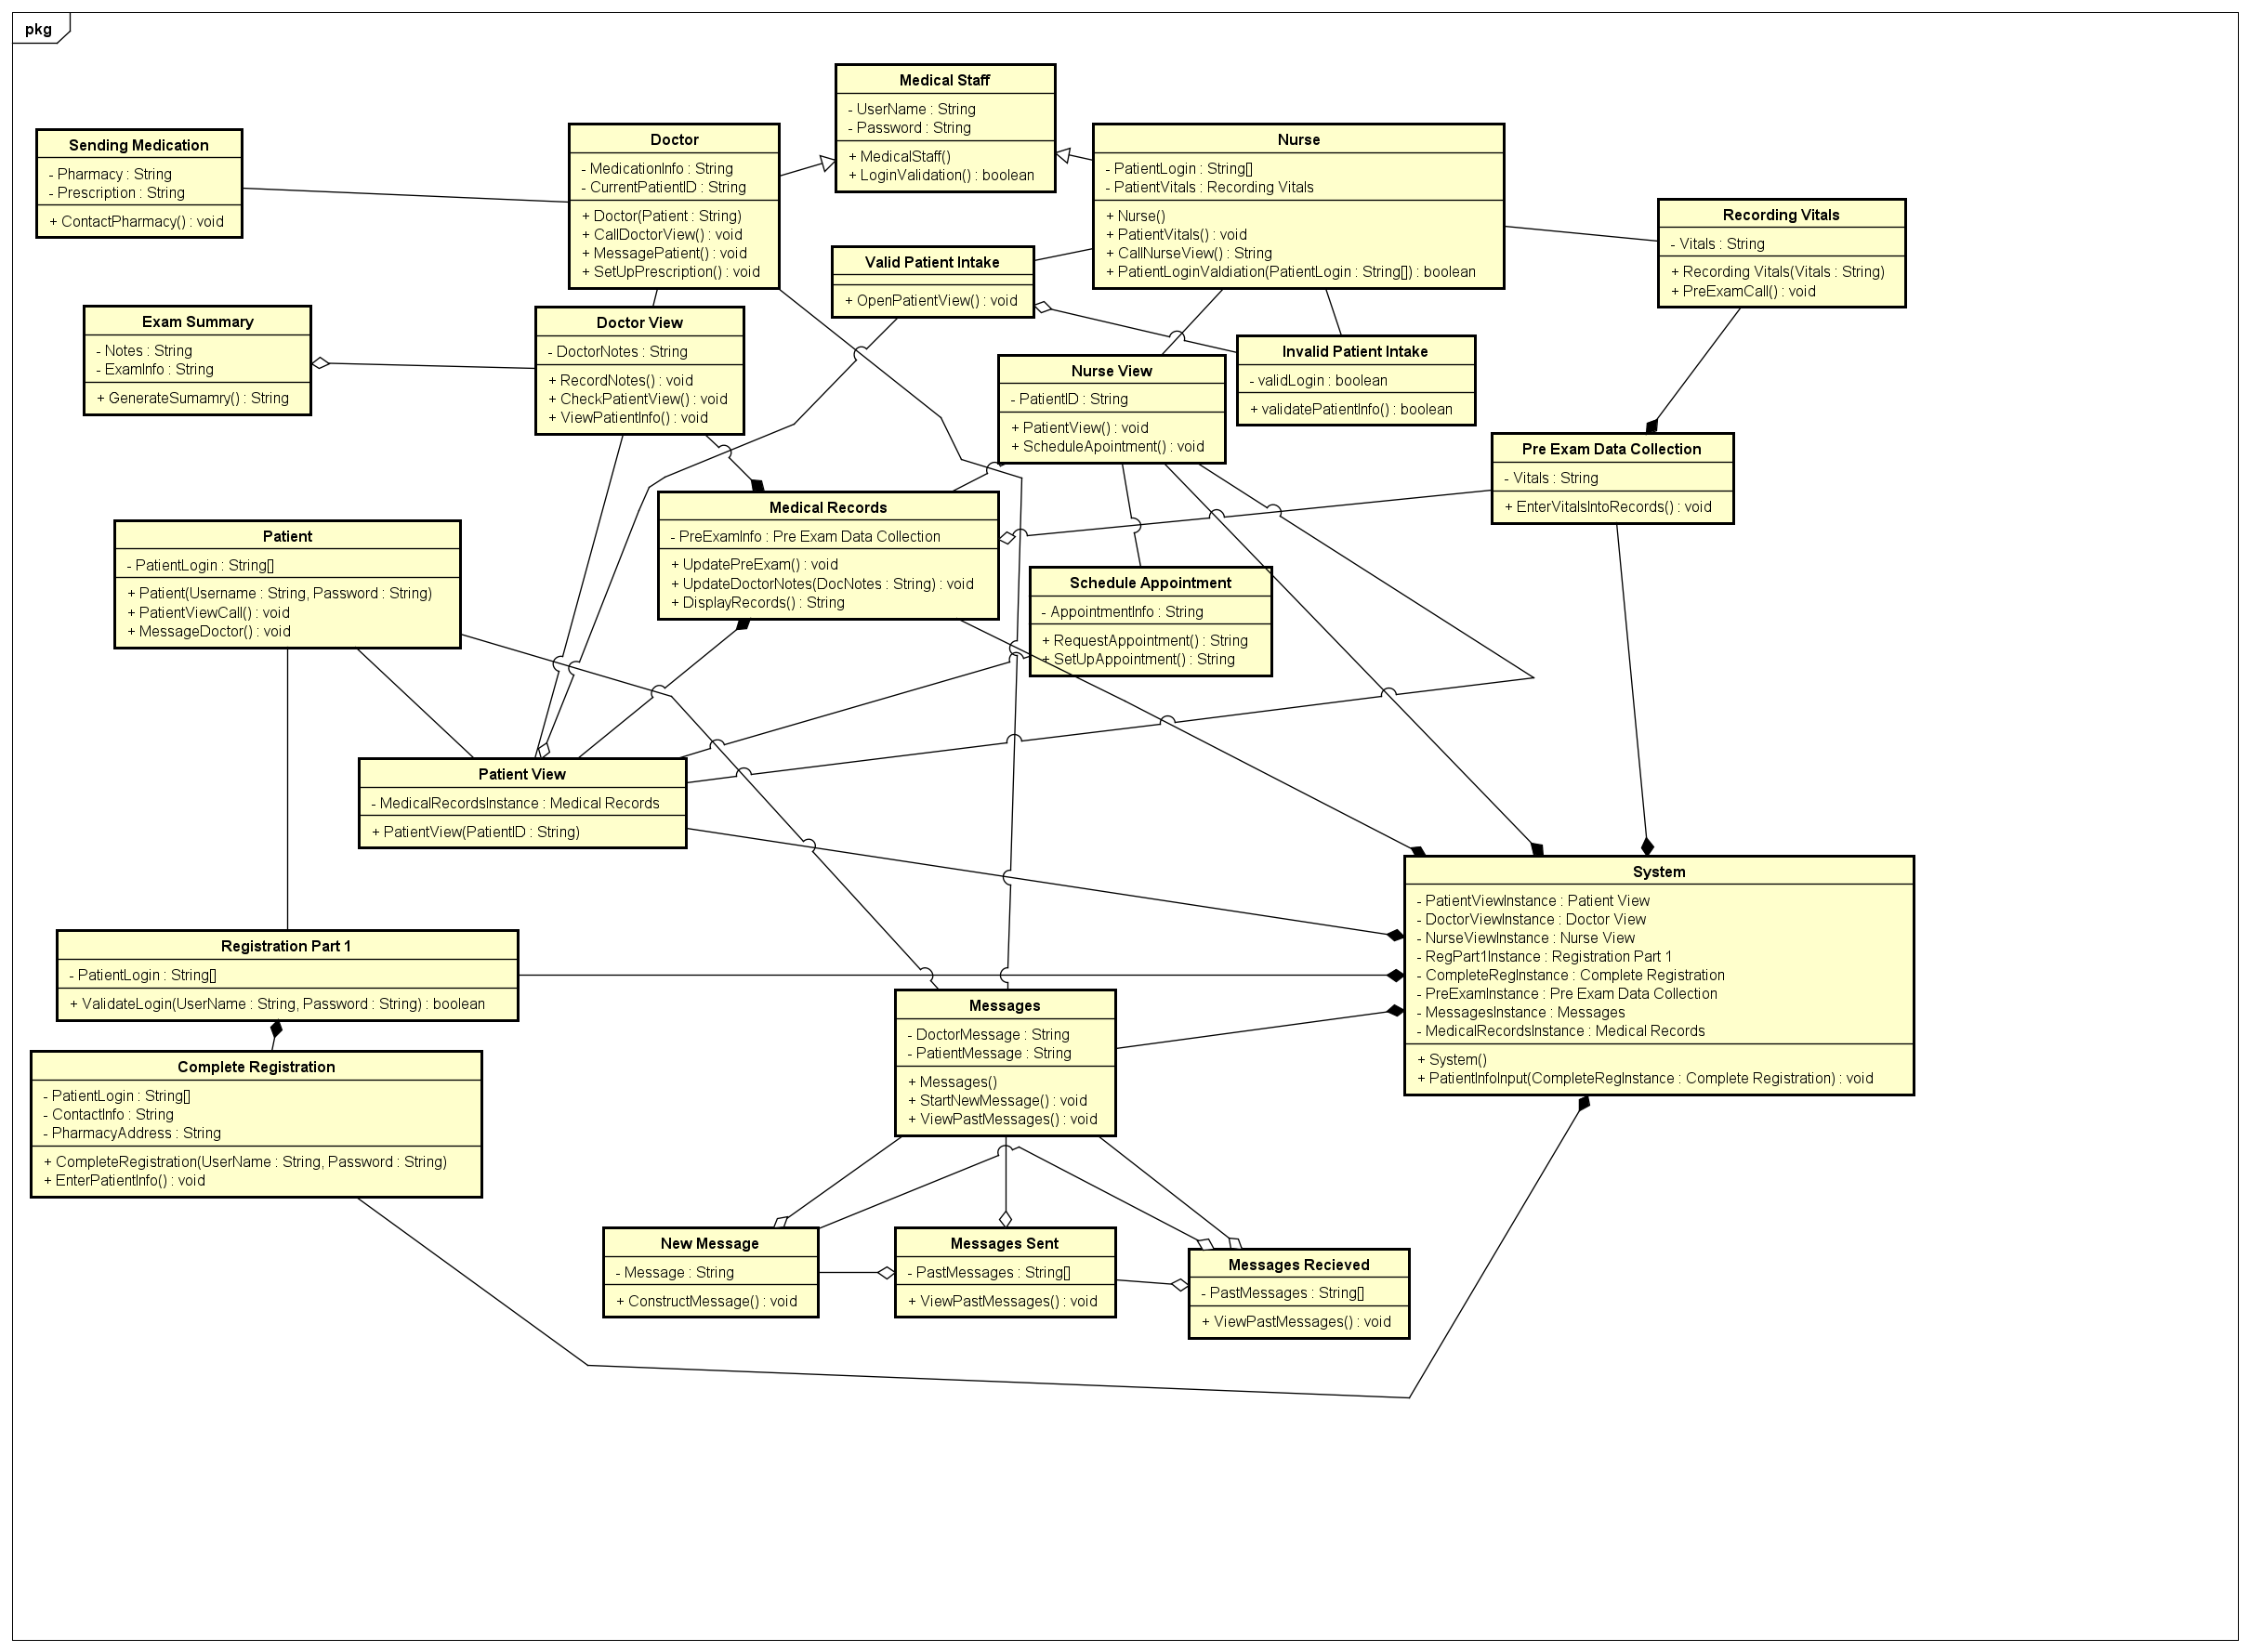 pkg
Medical Staff
- UserName : String
- Password : String
+ MedicalStaff()
+ LoginValidation() : boolean
Sending Medication
- Pharmacy : String
- Prescription : String
+ ContactPharmacy() : void
Doctor
- MedicationInfo : String
- CurrentPatientID : String
+ Doctor(Patient : String)
+ CallDoctorView() : void
+ MessagePatient() : void
+ SetUpPrescription() : void
Nurse
- PatientLogin : String[]
- PatientVitals : Recording Vitals
+ Nurse()
+ PatientVitals() : void
+ CallNurseView() : String
+ PatientLoginValdiation(PatientLogin : String[]) : boolean
Recording Vitals
- Vitals : String
+ Recording Vitals(Vitals : String)
+ PreExamCall() : void
Valid Patient Intake
+ OpenPatientView() : void
Exam Summary
- Notes : String
- ExamInfo : String
+ GenerateSumamry() : String
Doctor View
- DoctorNotes : String
+ RecordNotes() : void
+ CheckPatientView() : void
+ ViewPatientInfo() : void
Nurse View
- PatientID : String
+ PatientView() : void
+ ScheduleApointment() : void
Invalid Patient Intake
- validLogin : boolean
+ validatePatientInfo() : boolean
Pre Exam Data Collection
- Vitals : String
+ EnterVitalsIntoRecords() : void
Medical Records
- PreExamInfo : Pre Exam Data Collection
+ UpdatePreExam() : void
+ UpdateDoctorNotes(DocNotes : String) : void
+ DisplayRecords() : String
Patient
- PatientLogin : String[]
+ Patient(Username : String, Password : String)
+ PatientViewCall() : void
+ MessageDoctor() : void
Schedule Appointment
- AppointmentInfo : String
+ RequestAppointment() : String
+ SetUpAppointment() : String
Patient View
- MedicalRecordsInstance : Medical Records
+ PatientView(PatientID : String)
System
- PatientViewInstance : Patient View
- DoctorViewInstance : Doctor View
- NurseViewInstance : Nurse View
- RegPart1Instance : Registration Part 1
- CompleteRegInstance : Complete Registration
- PreExamInstance : Pre Exam Data Collection
- MessagesInstance : Messages
- MedicalRecordsInstance : Medical Records
+ System()
+ PatientInfoInput(CompleteRegInstance : Complete Registration) : void
Registration Part 1
- PatientLogin : String[]
+ ValidateLogin(UserName : String, Password : String) : boolean
Messages
- DoctorMessage : String
- PatientMessage : String
+ Messages()
+ StartNewMessage() : void
+ ViewPastMessages() : void
Complete Registration
- PatientLogin : String[]
- ContactInfo : String
- PharmacyAddress : String
+ CompleteRegistration(UserName : String, Password : String)
+ EnterPatientInfo() : void
New Message
- Message : String
+ ConstructMessage() : void
Messages Sent
- PastMessages : String[]
+ ViewPastMessages() : void
Messages Recieved
- PastMessages : String[]
+ ViewPastMessages() : void